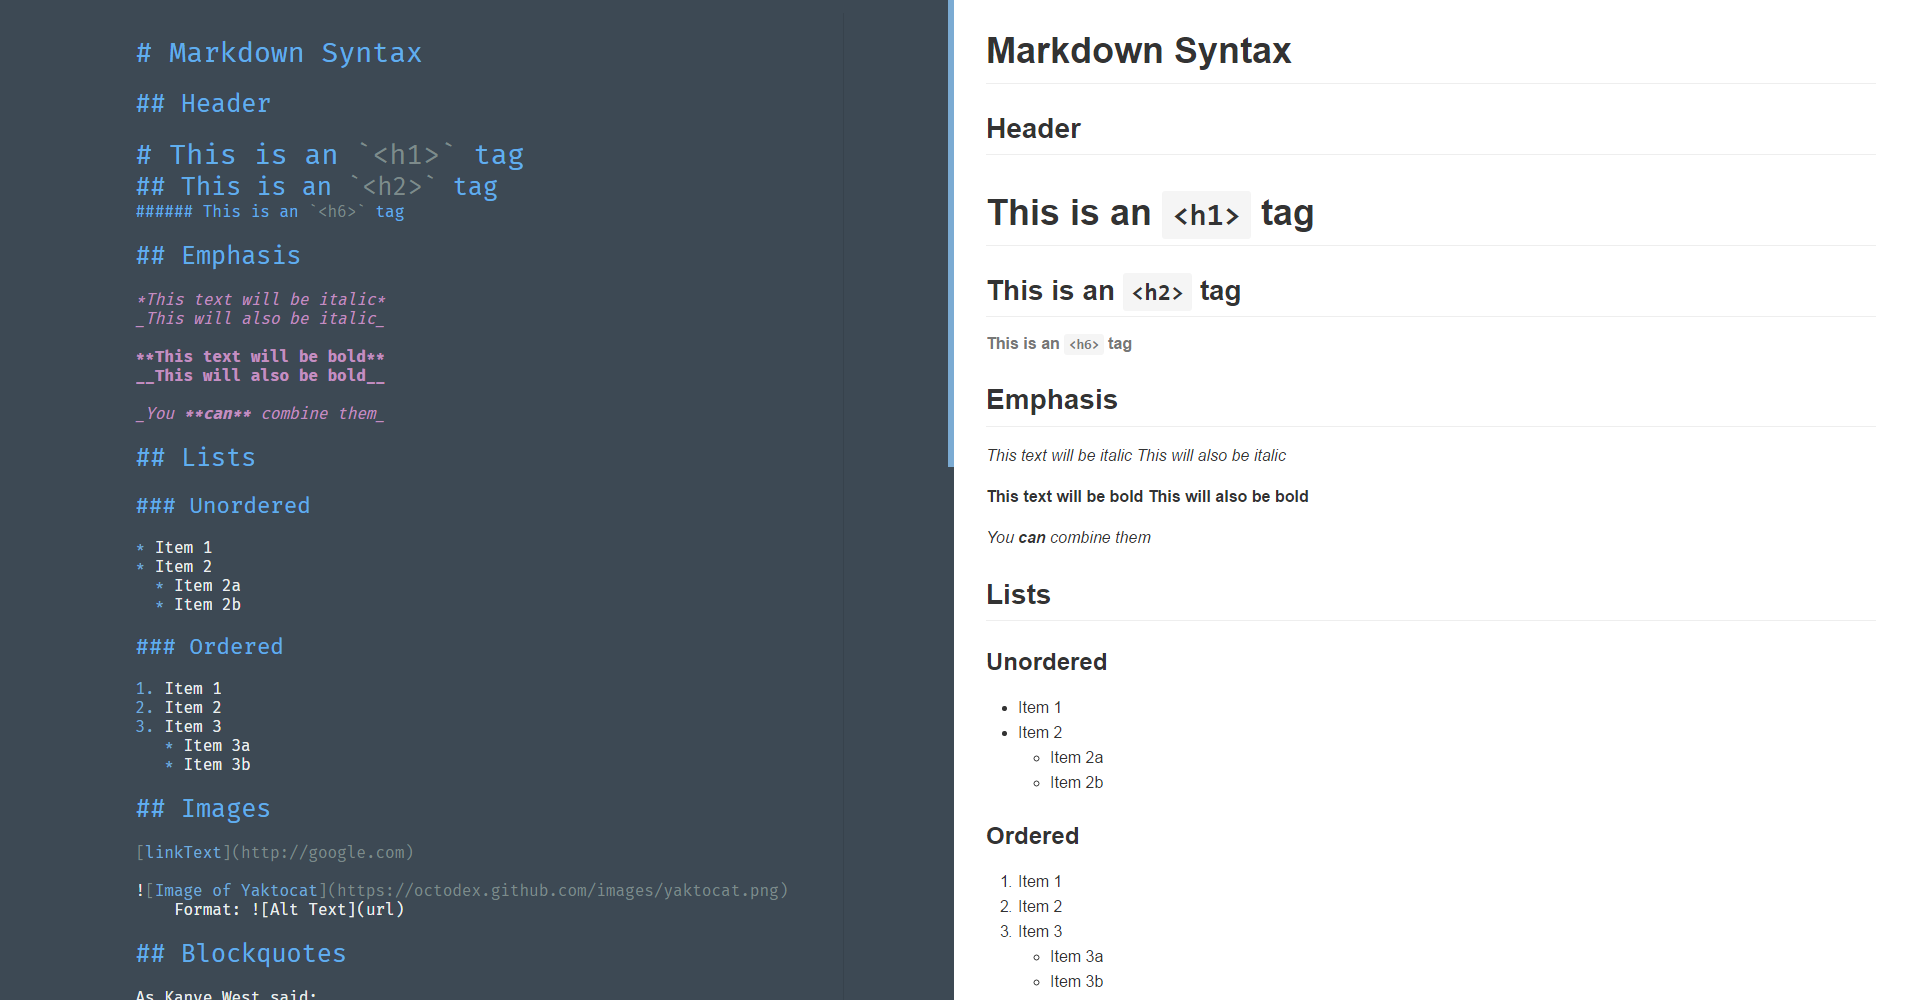 # Markdown Syntax
## Header
# This is an `<h1>` tag
## This is an `<h2>` tag
###### This is an `<h6>` tag
## Emphasis
*This text will be italic*
_This will also be italic_
**This text will be bold**
__This will also be bold__
_You **can** combine them_
## Lists
### Unordered
* Item 1
* Item 2
  * Item 2a
  * Item 2b
### Ordered
1. Item 1
2. Item 2
3. Item 3
   * Item 3a
   * Item 3b
## Images
[linkText](http://google.com)
![Image of Yaktocat](https://octodex.github.com/images/yaktocat.png)
    Format: ![Alt Text](url)
## Blockquotes
As Kanye West said:
Markdown Syntax
Header
This is an <h1> tag
This is an <h2> tag
This is an <h6> tag
Emphasis
This text will be italic This will also be italic
This text will be bold This will also be bold
You can combine them
Lists
Unordered
• Item 1
• Item 2
◦ Item 2a
◦ Item 2b
Ordered
1. Item 1
2. Item 2
3. Item 3
◦ Item 3a
◦ Item 3b